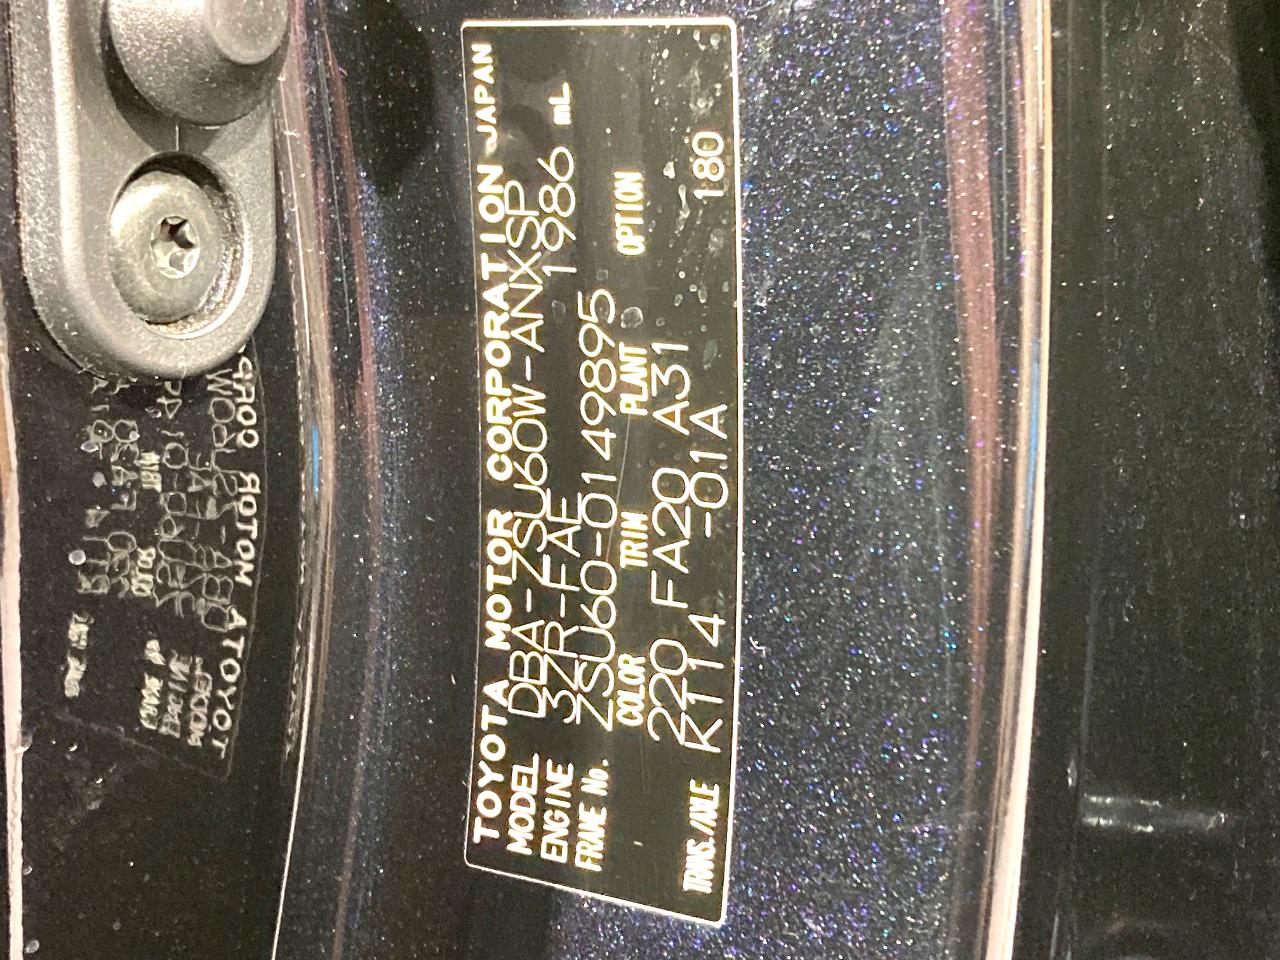 TOYOTA MOTOR CORPORATION JAPAN
MODEL DBA-ZSU60W-ANXSP
ENGINE 3ZR-FAE 1986 mL
FRAME No. ZSU60-0149895
COLOR TRIM PLANT OPTION
220 FA20 A31
TRANS./AXLE K114 -01A 180